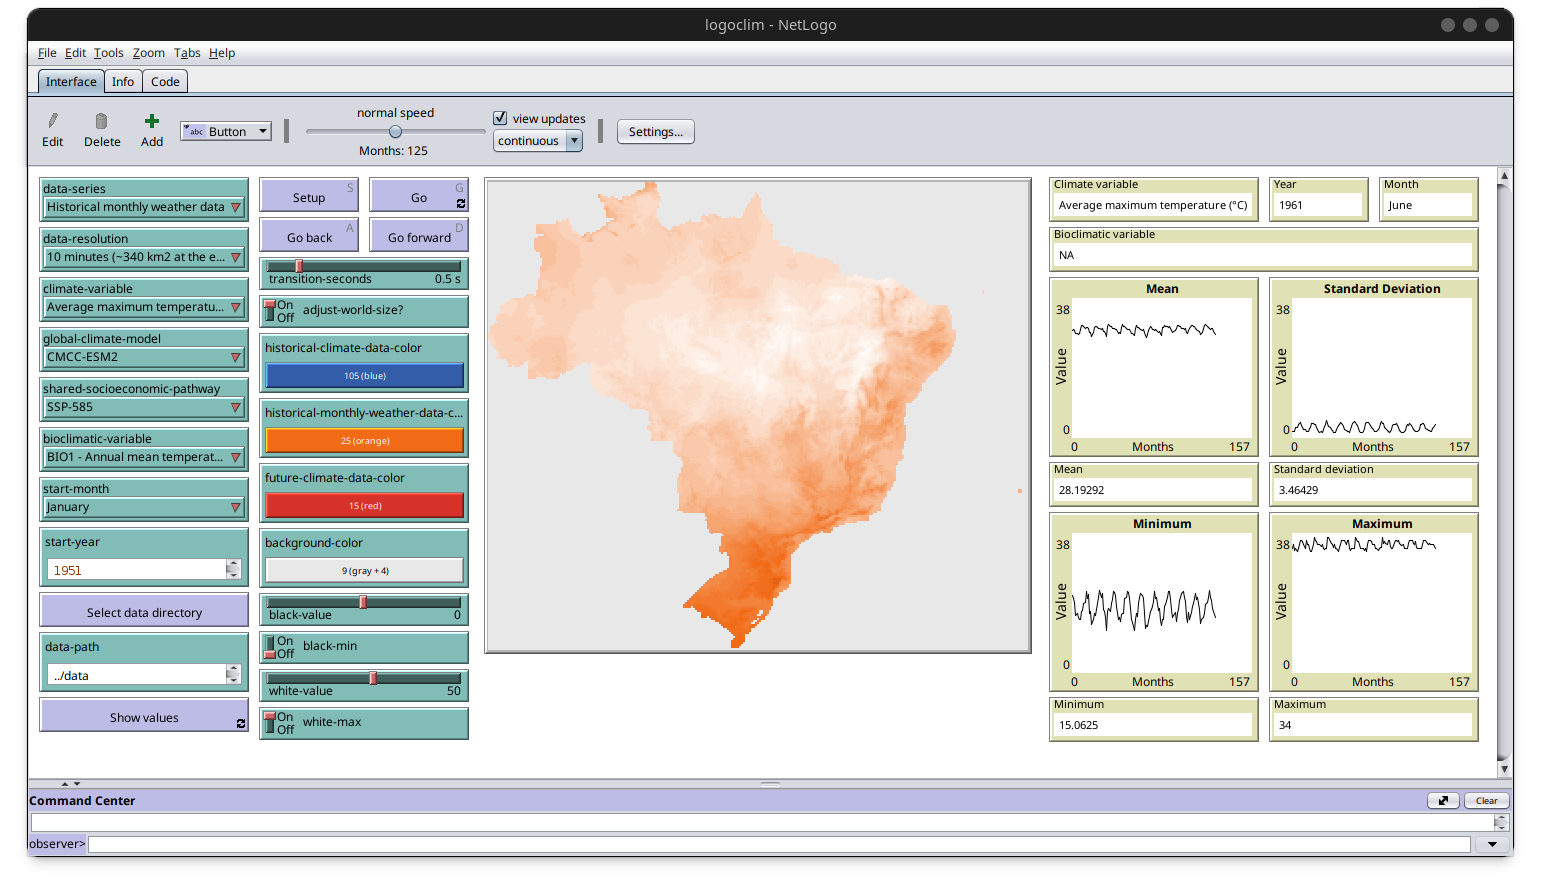 logoclim - NetLogo
File Edit Tools Zoom Tabs Help
Interface Info Code
Edit Delete Add abc Button
normal speed
Months: 125
view updates
continuous
Settings...
data-series
Historical monthly weather data
data-resolution
10 minutes (~340 km2 at the e...
climate-variable
Average maximum temperatu...
global-climate-model
CMCC-ESM2
shared-socioeconomic-pathway
SSP-585
bioclimatic-variable
BIO1 - Annual mean temperat...
start-month
January
start-year
1951
Select data directory
data-path
../data
Show values
S
Setup
G
Go
A
Go back
D
Go forward
transition-seconds 0.5 s
On
Off
adjust-world-size?
historical-climate-data-color
105 (blue)
historical-monthly-weather-data-c...
25 (orange)
future-climate-data-color
15 (red)
background-color
9 (gray + 4)
black-value 0
On
Off
black-min
white-value 50
On
Off
white-max
Climate variable
Average maximum temperature (°C)
Year
1961
Month
June
Bioclimatic variable
NA
Mean
38
Value
0
0 Months 157
Standard Deviation
38
Value
0
0 Months 157
Mean
28.19292
Standard deviation
3.46429
Minimum
38
Value
0
0 Months 157
Maximum
38
Value
0
0 Months 157
Minimum
15.0625
Maximum
34
Command Center
Clear
observer>